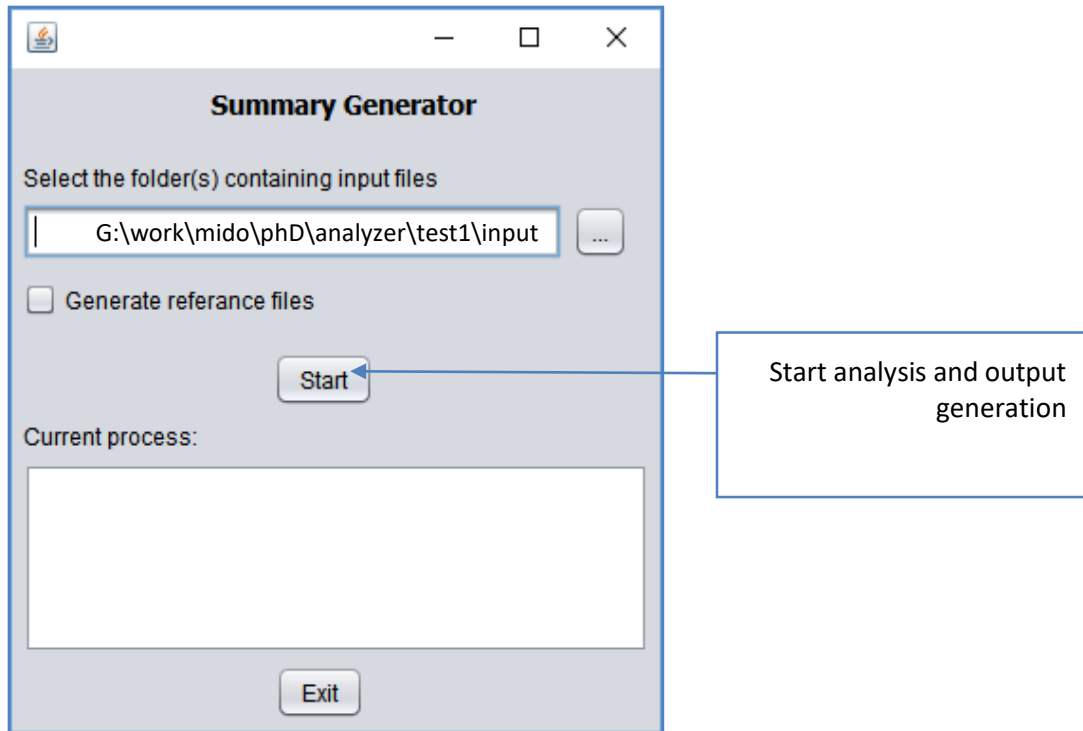 Summary Generator
Select the folder(s) containing input files
G:\work\mido\phD\analyzer\test1\input
...
Generate referance files
Start
Start analysis and output
generation
Current process:
Exit